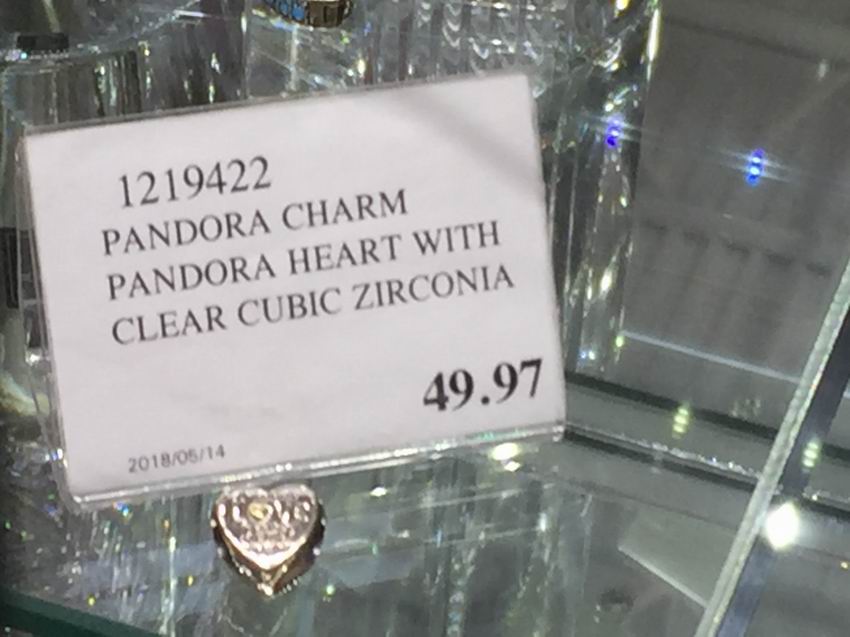 1219422
PANDORA CHARM
PANDORA HEART WITH
CLEAR CUBIC ZIRCONIA
49.97
2018/05/14